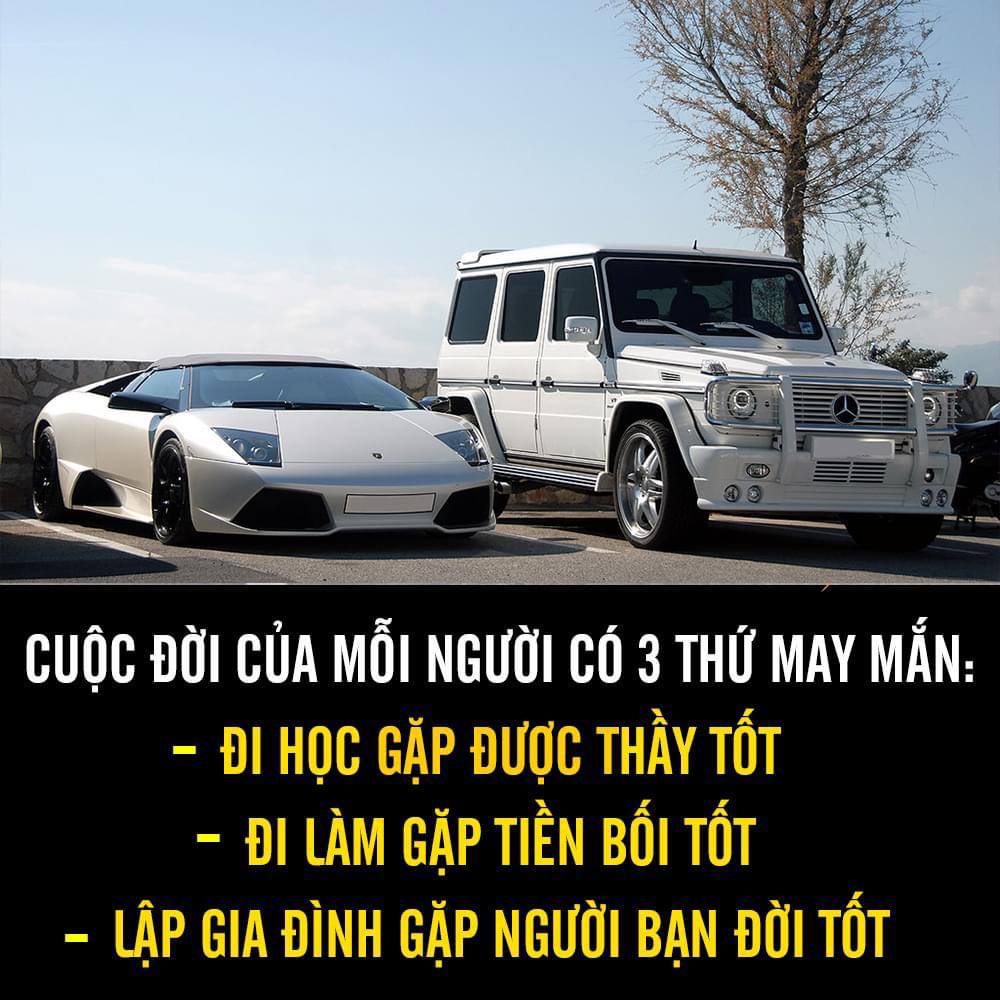 CUỘC ĐỜI CỦA MỖI NGƯỜI CÓ 3 THỨ MAY MẮN:
- ĐI HỌC GẶP ĐƯỢC THẦY TỐT
- ĐI LÀM GẶP TIỀN BỐI TỐT
- LẬP GIA ĐÌNH GẶP NGƯỜI BẠN ĐỜI TỐT